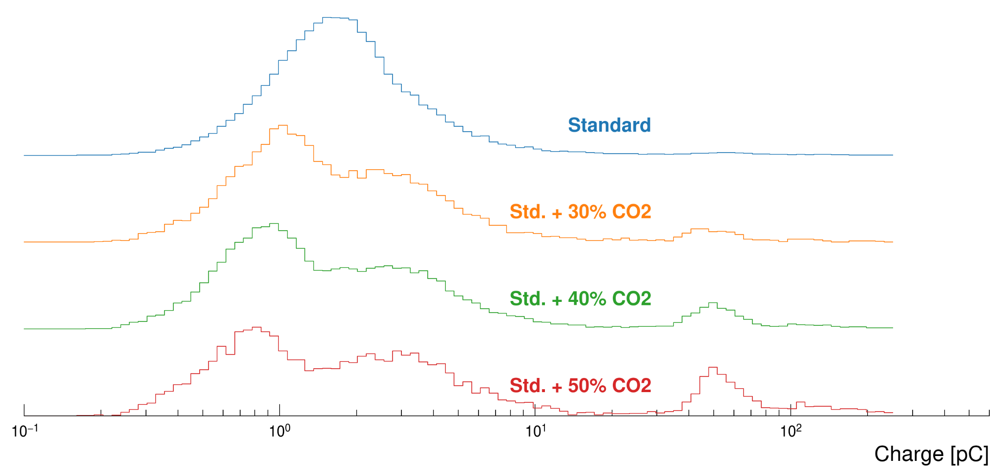 Standard
Std. + 30% CO2
Std. + 40% CO2
Std. + 50% CO2
10⁻¹ 10⁰ 10¹ 10²
Charge [pC]